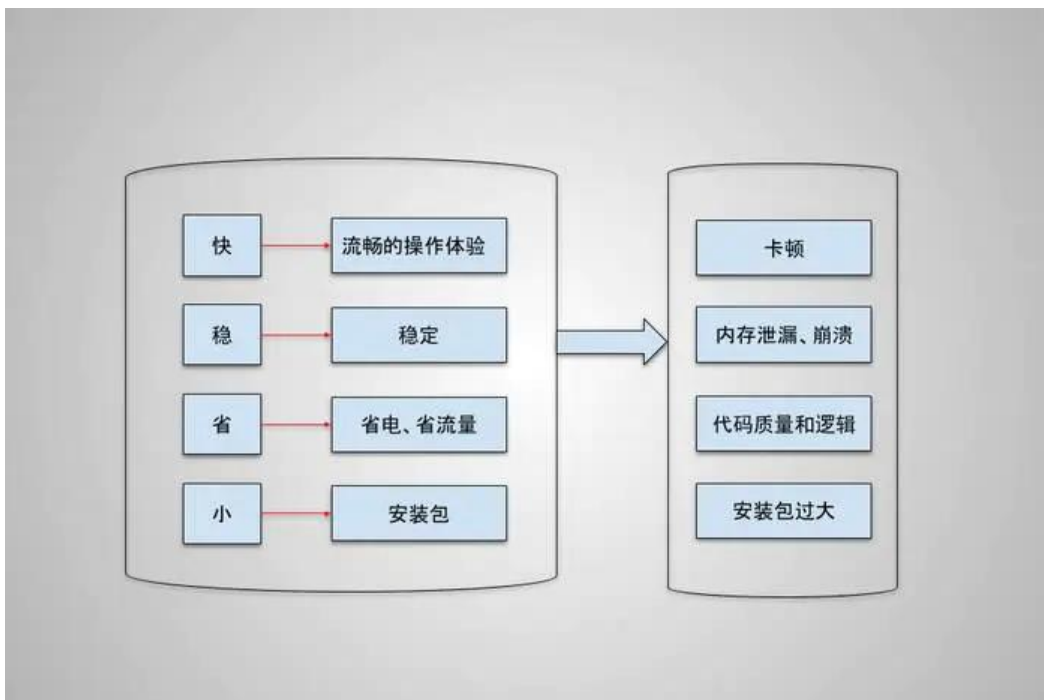 快
流畅的操作体验
卡顿
稳
稳定
内存泄漏、崩溃
省
省电、省流量
代码质量和逻辑
小
安装包
安装包过大